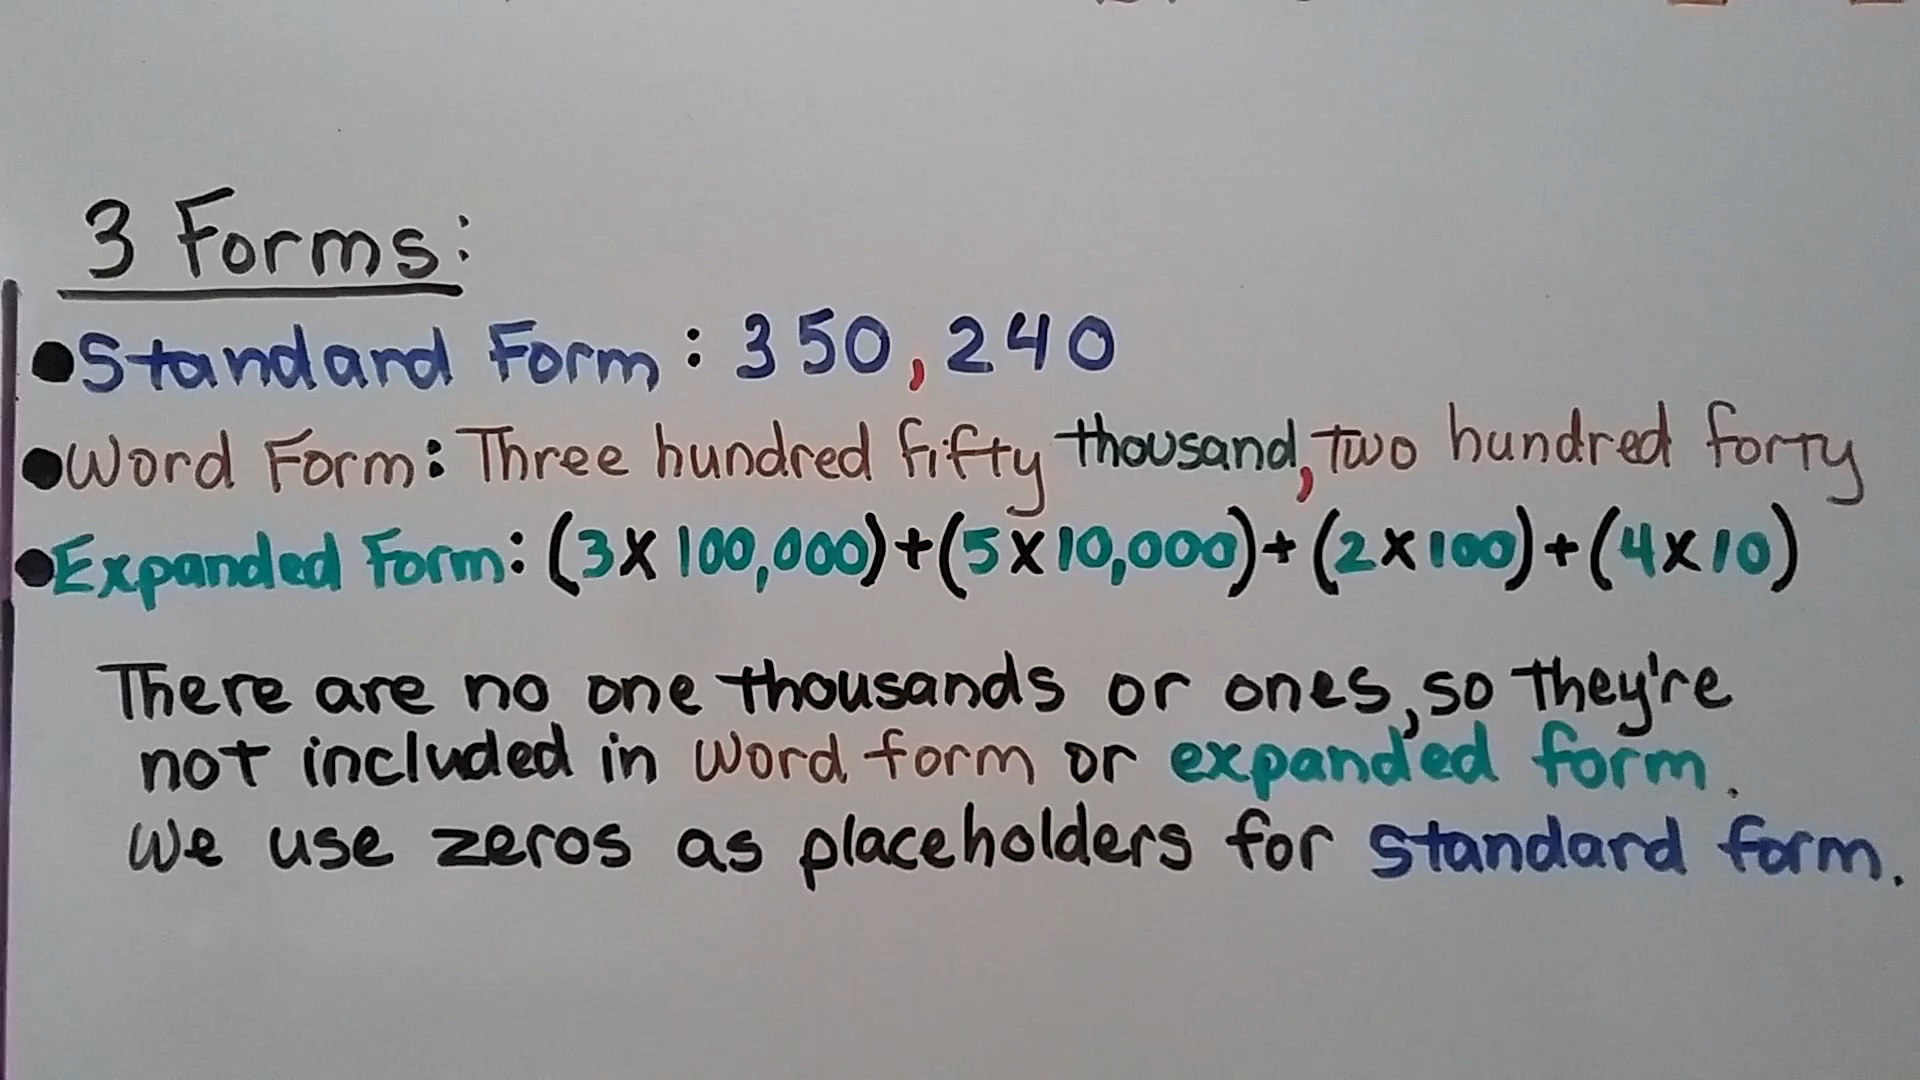 3 Forms:
●Standard Form: 350,240
●Word Form: Three hundred fifty thousand, two hundred forty
●Expanded Form: (3x100,000)+(5x10,000)+(2x100)+(4x10)
There are no one thousands or ones, so they're
not included in word form or expanded form.
We use zeros as placeholders for standard form.